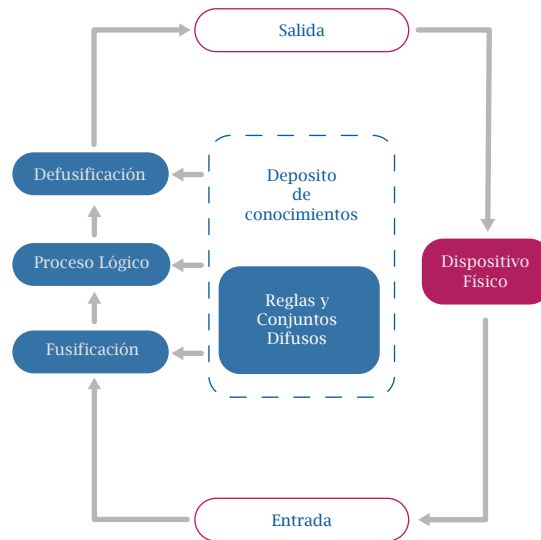 Salida
Defusificación
Deposito
de
conocimientos
Proceso Lógico
Dispositivo
Físico
Reglas y
Conjuntos
Difusos
Fusificación
Entrada